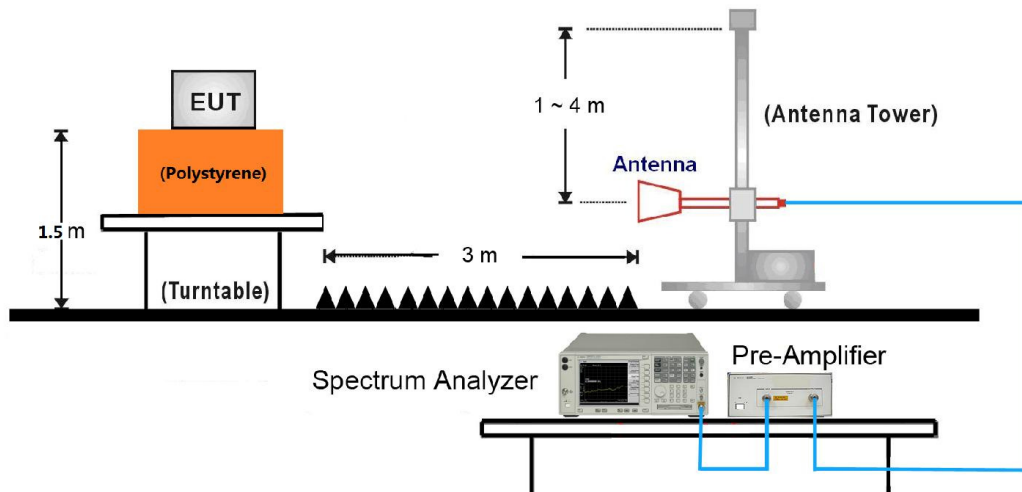 EUT
(Polystyrene)
1.5 m
(Turntable)
3 m
1 ~ 4 m
Antenna
(Antenna Tower)
Spectrum Analyzer
Pre-Amplifier